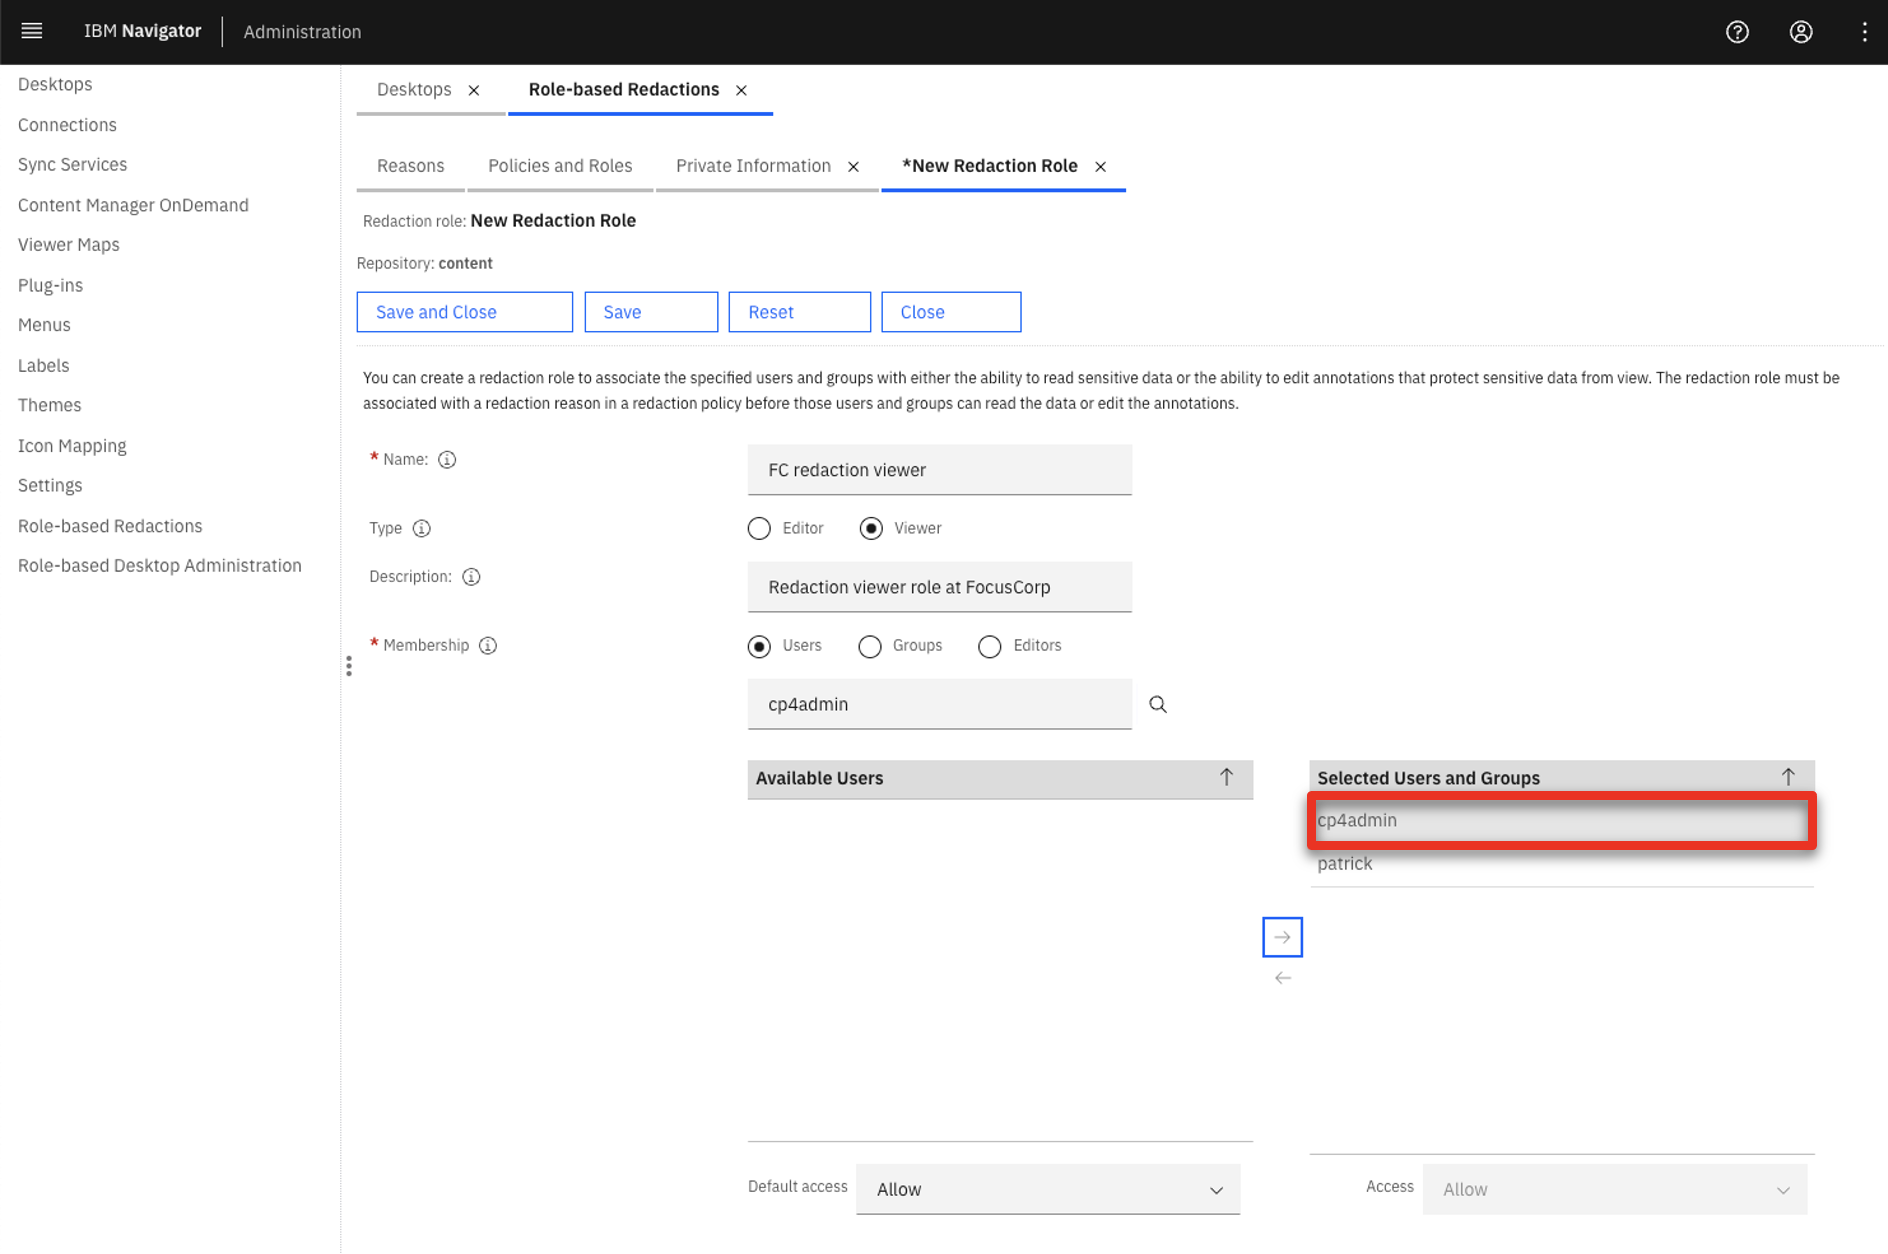 IBM Navigator Administration
Desktops
Connections
Sync Services
Content Manager OnDemand
Viewer Maps
Plug-ins
Menus
Labels
Themes
Icon Mapping
Settings
Role-based Redactions
Role-based Desktop Administration
Desktops Role-based Redactions
Reasons Policies and Roles Private Information *New Redaction Role
Redaction role: New Redaction Role
Repository: content
Save and Close Save Reset Close
You can create a redaction role to associate the specified users and groups with either the ability to read sensitive data or the ability to edit annotations that protect sensitive data from view. The redaction role must be
associated with a redaction reason in a redaction policy before those users and groups can read the data or edit the annotations.
* Name: FC redaction viewer
Type Editor Viewer
Description: Redaction viewer role at FocusCorp
* Membership Users Groups Editors
cp4admin
Available Users Selected Users and Groups
cp4admin
patrick
Default access Allow Access Allow